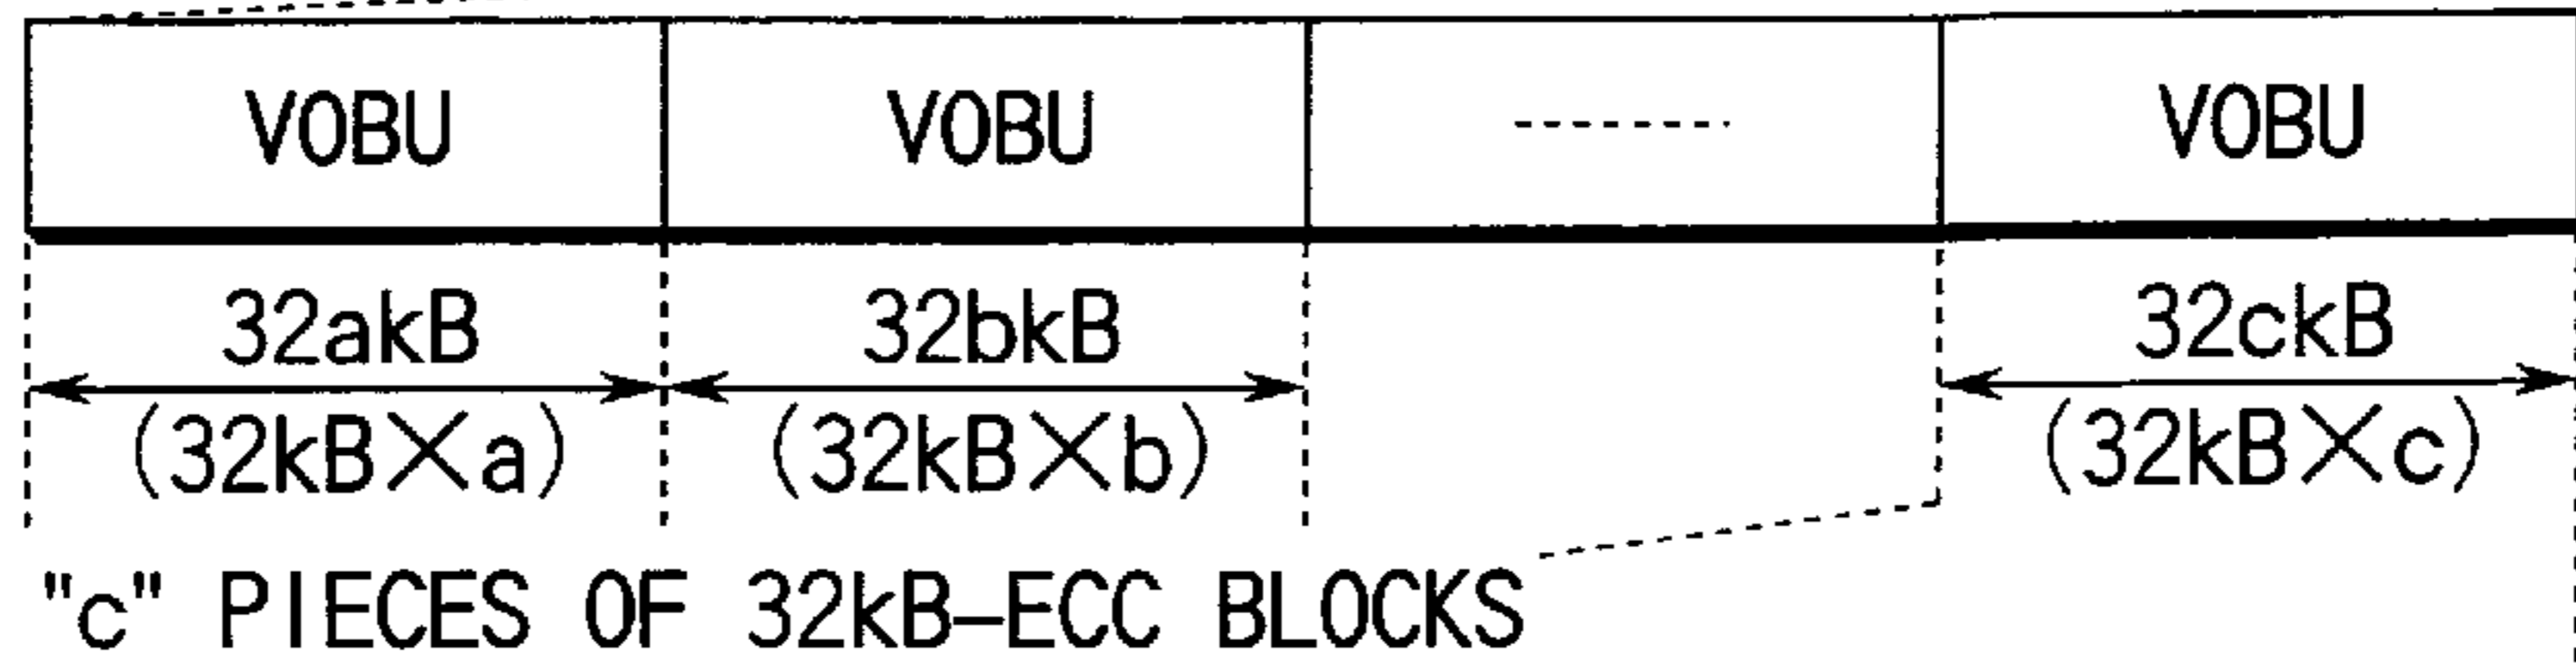 VOBU VOBU VOBU
32akB 32bkB 32ckB
(32kB×a) (32kB×b) (32kB×c)
"c" PIECES OF 32kB-ECC BLOCKS